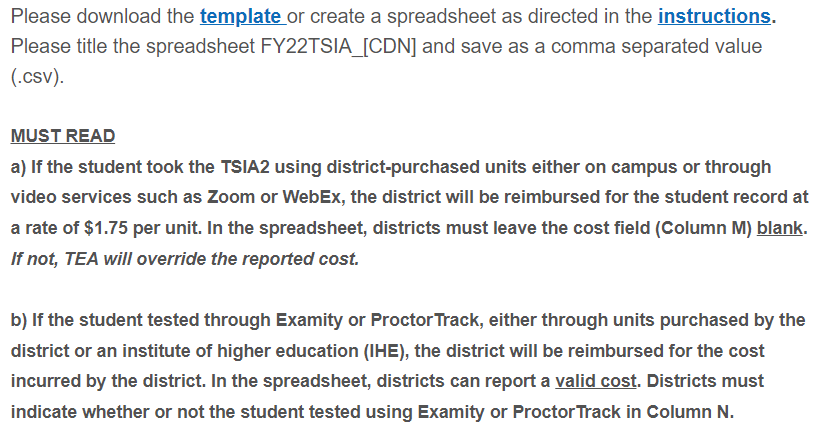 Please download the template or create a spreadsheet as directed in the instructions.
Please title the spreadsheet FY22TSIA_[CDN] and save as a comma separated value
(.csv).
MUST READ
a) If the student took the TSIA2 using district-purchased units either on campus or through
video services such as Zoom or WebEx, the district will be reimbursed for the student record at
a rate of $1.75 per unit. In the spreadsheet, districts must leave the cost field (Column M) blank.
If not, TEA will override the reported cost.
b) If the student tested through Examity or ProctorTrack, either through units purchased by the
district or an institute of higher education (IHE), the district will be reimbursed for the cost
incurred by the district. In the spreadsheet, districts can report a valid cost. Districts must
indicate whether or not the student tested using Examity or ProctorTrack in Column N.